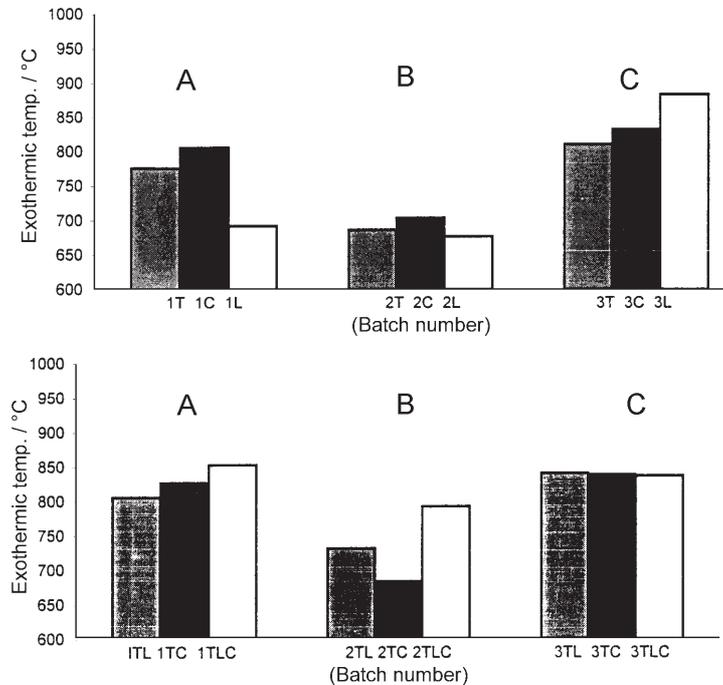 1000
950
900
850
800
750
700
650
600
Exothermic temp. / °C
A B C
1T 1C 1L 2T 2C 2L 3T 3C 3L
(Batch number)
1000
950
900
850
800
750
700
650
600
Exothermic temp. / °C
A B C
ITL 1TC 1TLC 2TL 2TC 2TLC 3TL 3TC 3TLC
(Batch number)